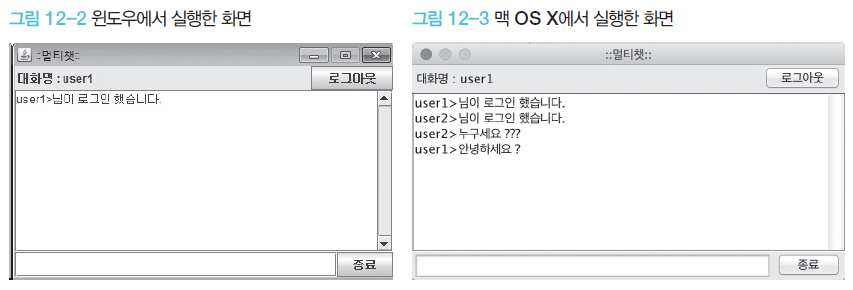 그림 12-2 윈도우에서 실행한 화면
::멀티챗::
대화명 : user1
로그아웃
user1>님이 로그인 했습니다.
종료
그림 12-3 맥 OS X에서 실행한 화면
::멀티챗::
대화명 : user1
로그아웃
user1>님이 로그인 했습니다.
user2>님이 로그인 했습니다.
user2>누구세요 ???
user1>안녕하세요 ?
종료